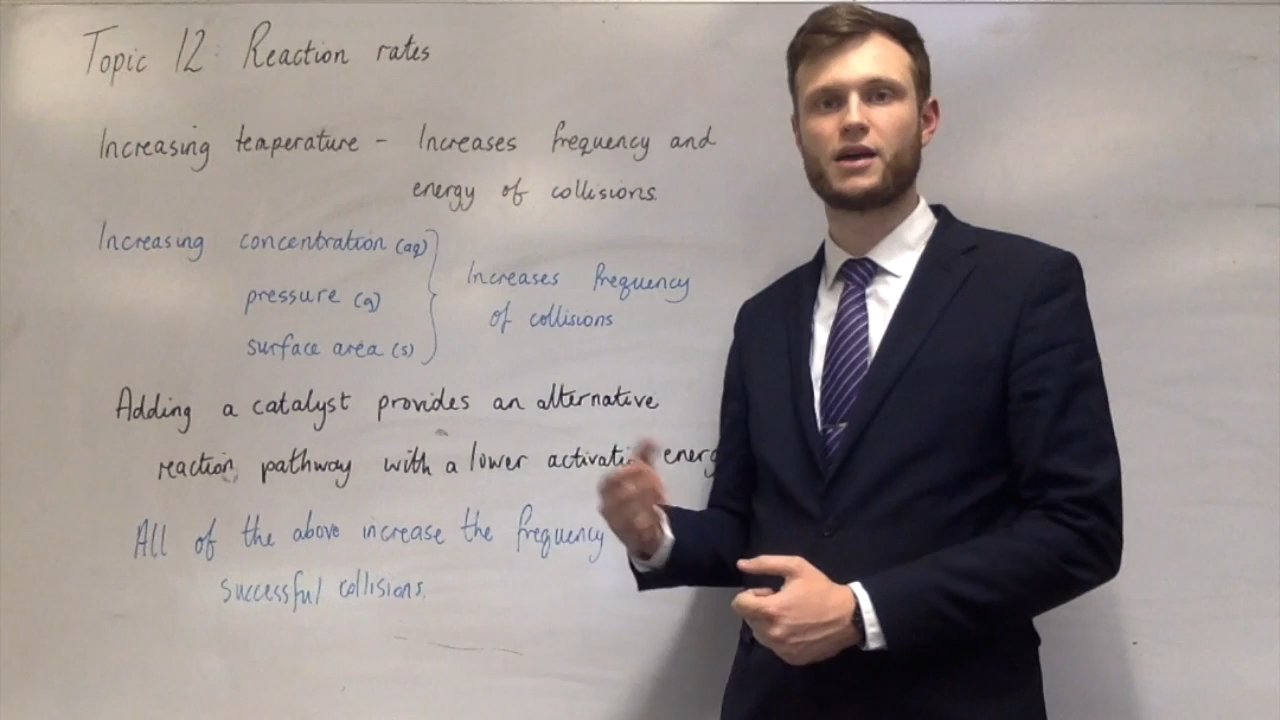 Topic 12: Reaction rates
Increasing temperature - Increases frequency and
energy of collisions.
Increasing concentration (aq)
pressure (g)
surface area (s)
Increases frequency
of collisions
Adding a catalyst provides an alternative
reaction pathway with a lower activati energ
All of the above increase the frequency
successful collisions.